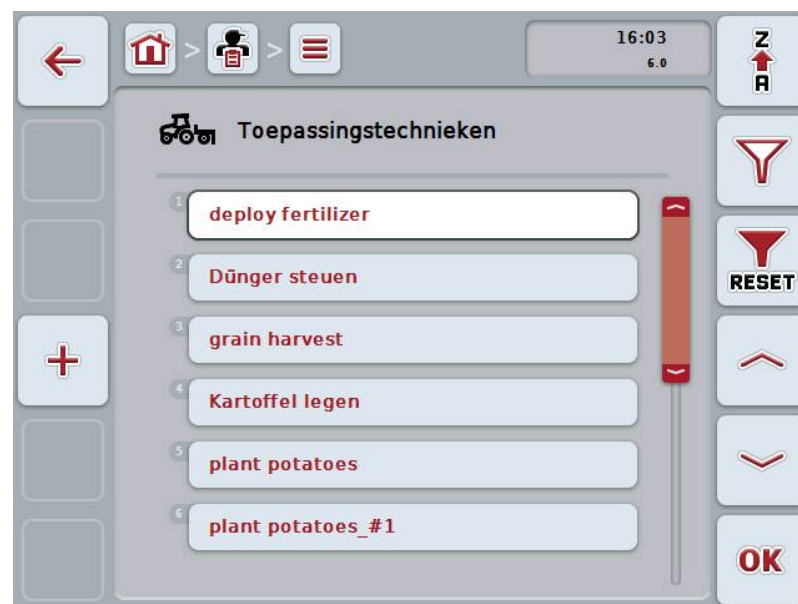 16:03
6.0
Z
A
Toepassingstechnieken
1
deploy fertilizer
2
Dünger steuen
RESET
3
grain harvest
4
Kartoffel legen
5
plant potatoes
6
plant potatoes_#1
OK